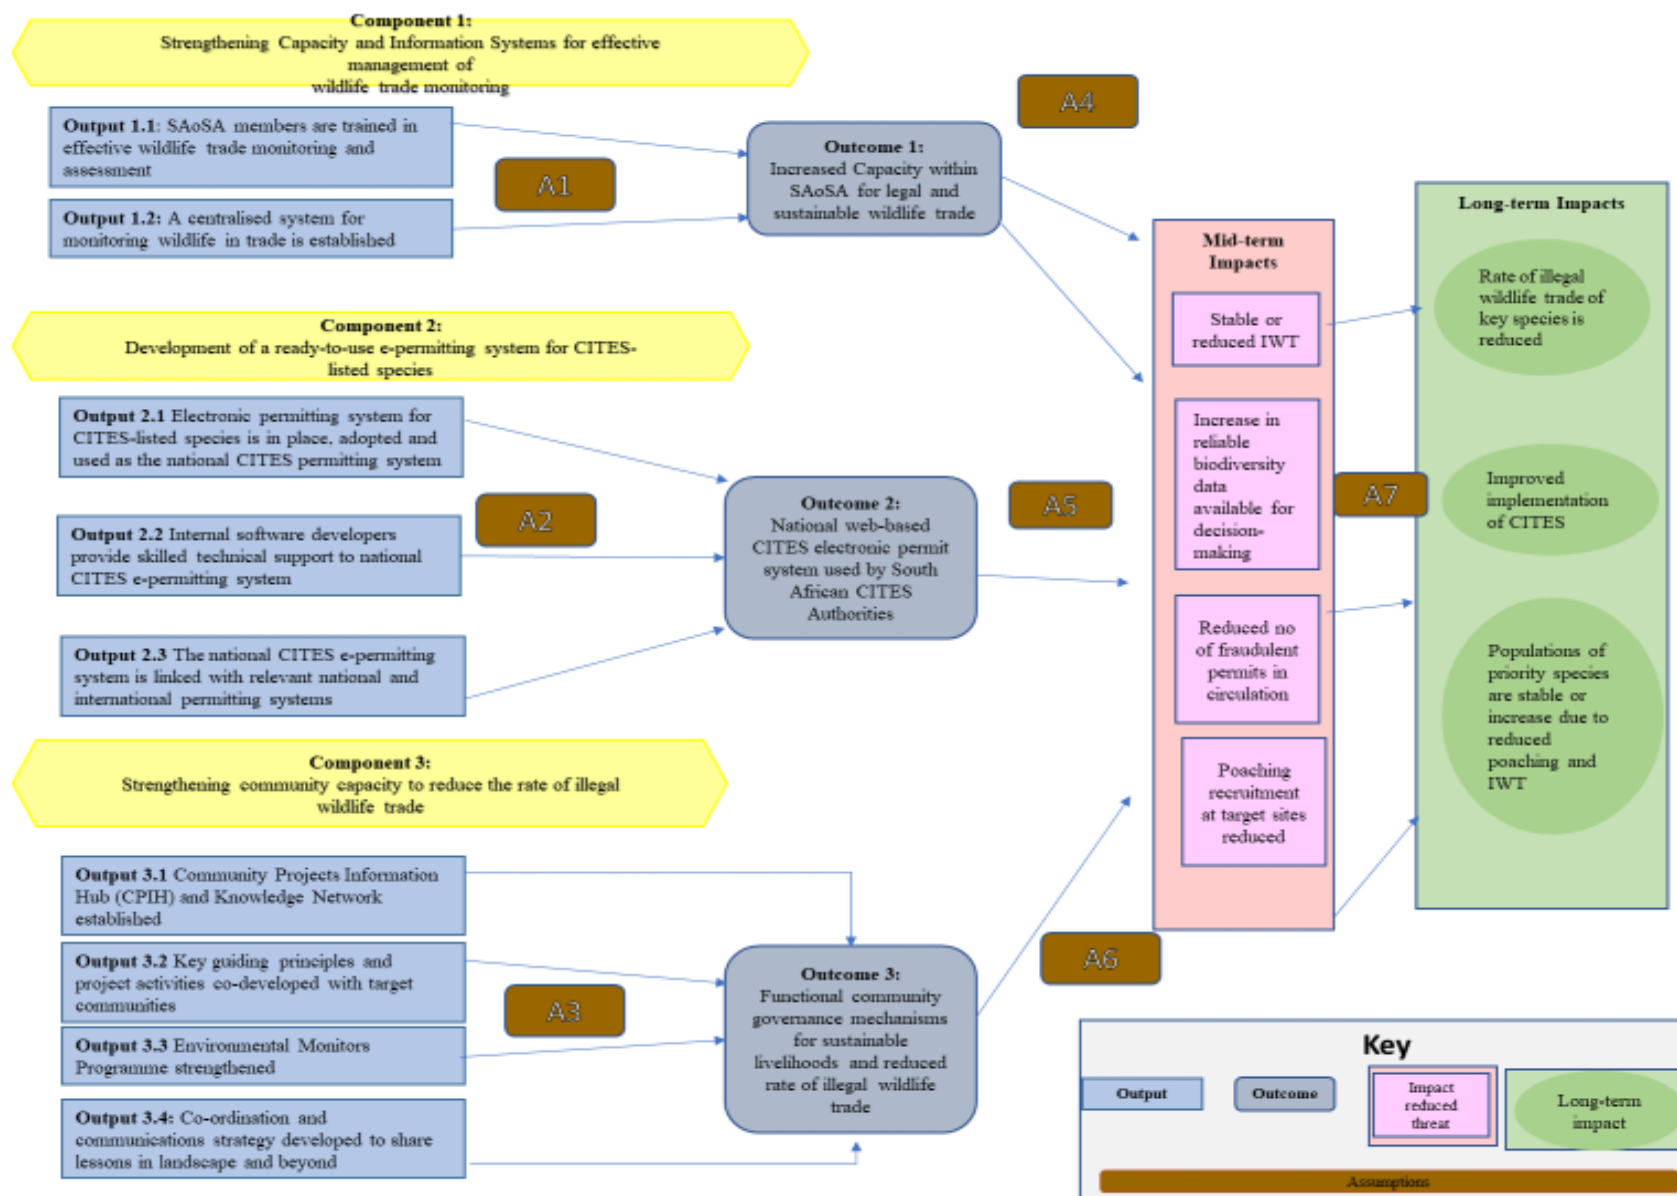 Component 1:
Strengthening Capacity and Information Systems for effective
management of
wildlife trade monitoring
Output 1.1: SAoSA members are trained in
effective wildlife trade monitoring and
assessment
Output 1.2: A centralised system for
monitoring wildlife in trade is established
A1
Outcome 1:
Increased Capacity within
SAoSA for legal and
sustainable wildlife trade
A4
Component 2:
Development of a ready-to-use e-permitting system for CITES-
listed species
Output 2.1 Electronic permitting system for
CITES-listed species is in place, adopted and
used as the national CITES permitting system
Output 2.2 Internal software developers
provide skilled technical support to national
CITES e-permitting system
Output 2.3 The national CITES e-permitting
system is linked with relevant national and
international permitting systems
A2
Outcome 2:
National web-based
CITES electronic permit
system used by South
African CITES
Authorities
A5
Component 3:
Strengthening community capacity to reduce the rate of illegal
wildlife trade
Output 3.1 Community Projects Information
Hub (CPIH) and Knowledge Network
established
Output 3.2 Key guiding principles and
project activities co-developed with target
communities
Output 3.3 Environmental Monitors
Programme strengthened
Output 3.4: Co-ordination and
communications strategy developed to share
lessons in landscape and beyond
A3
Outcome 3:
Functional community
governance mechanisms
for sustainable
livelihoods and reduced
rate of illegal wildlife
trade
A6
Mid-term
Impacts
Stable or
reduced IWT
Increase in
reliable
biodiversity
data
available for
decision-
making
Reduced no
of fraudulent
permits in
circulation
Poaching
recruitment
at target sites
reduced
A7
Long-term Impacts
Rate of illegal
wildlife trade of
key species is
reduced
Improved
implementation
of CITES
Populations of
priority species
are stable or
increase due to
reduced
poaching and
IWT
Key
Output
Outcome
Impact
reduced
threat
Long-term
impact
Assumptions